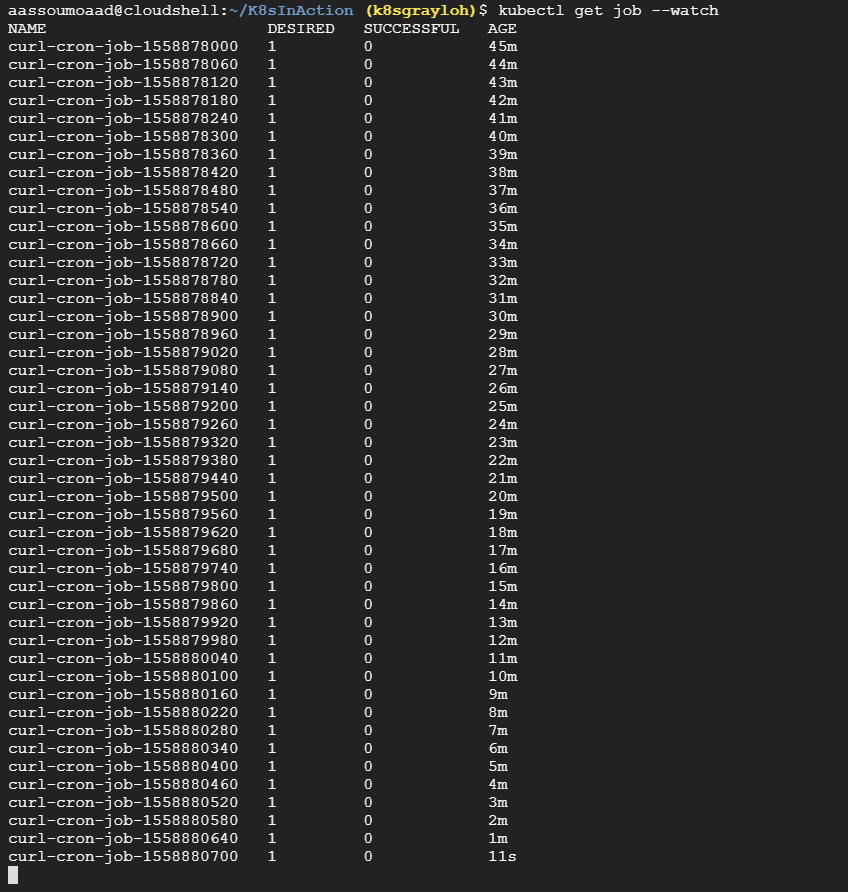 aassoumoaad@cloudshell:~/K8sInAction (k8sgrayloh)$ kubectl get job --watch
NAME DESIRED SUCCESSFUL AGE
curl-cron-job-1558878000 1 0 45m
curl-cron-job-1558878060 1 0 44m
curl-cron-job-1558878120 1 0 43m
curl-cron-job-1558878180 1 0 42m
curl-cron-job-1558878240 1 0 41m
curl-cron-job-1558878300 1 0 40m
curl-cron-job-1558878360 1 0 39m
curl-cron-job-1558878420 1 0 38m
curl-cron-job-1558878480 1 0 37m
curl-cron-job-1558878540 1 0 36m
curl-cron-job-1558878600 1 0 35m
curl-cron-job-1558878660 1 0 34m
curl-cron-job-1558878720 1 0 33m
curl-cron-job-1558878780 1 0 32m
curl-cron-job-1558878840 1 0 31m
curl-cron-job-1558878900 1 0 30m
curl-cron-job-1558878960 1 0 29m
curl-cron-job-1558879020 1 0 28m
curl-cron-job-1558879080 1 0 27m
curl-cron-job-1558879140 1 0 26m
curl-cron-job-1558879200 1 0 25m
curl-cron-job-1558879260 1 0 24m
curl-cron-job-1558879320 1 0 23m
curl-cron-job-1558879380 1 0 22m
curl-cron-job-1558879440 1 0 21m
curl-cron-job-1558879500 1 0 20m
curl-cron-job-1558879560 1 0 19m
curl-cron-job-1558879620 1 0 18m
curl-cron-job-1558879680 1 0 17m
curl-cron-job-1558879740 1 0 16m
curl-cron-job-1558879800 1 0 15m
curl-cron-job-1558879860 1 0 14m
curl-cron-job-1558879920 1 0 13m
curl-cron-job-1558879980 1 0 12m
curl-cron-job-1558880040 1 0 11m
curl-cron-job-1558880100 1 0 10m
curl-cron-job-1558880160 1 0 9m
curl-cron-job-1558880220 1 0 8m
curl-cron-job-1558880280 1 0 7m
curl-cron-job-1558880340 1 0 6m
curl-cron-job-1558880400 1 0 5m
curl-cron-job-1558880460 1 0 4m
curl-cron-job-1558880520 1 0 3m
curl-cron-job-1558880580 1 0 2m
curl-cron-job-1558880640 1 0 1m
curl-cron-job-1558880700 1 0 11s